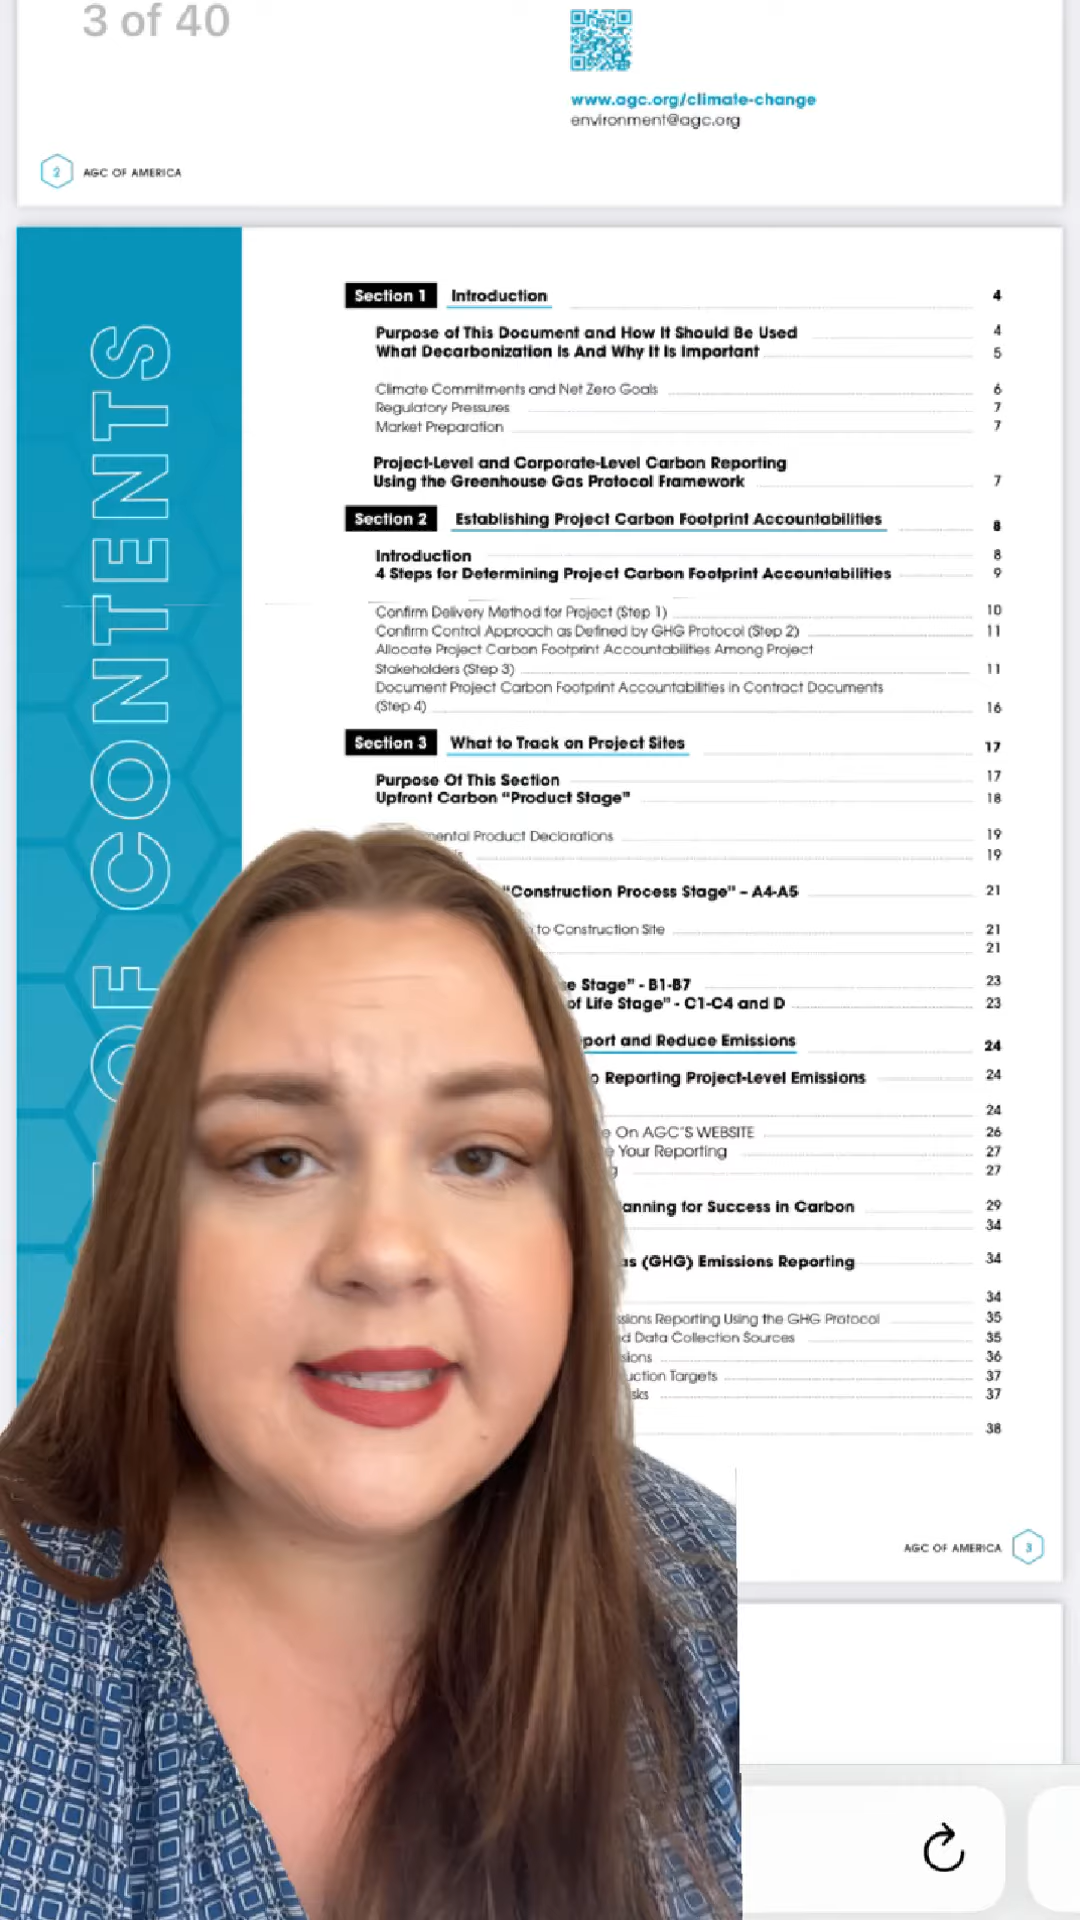 3 of 40
www.agc.org/climate-change
environment@agc.org
2 AGC OF AMERICA
OF CONTENTS
Section 1 Introduction 4
Purpose of This Document and How It Should Be Used 4
What Decarbonization Is And Why It Is Important 5
Climate Commitments and Net Zero Goals 6
Regulatory Pressures 7
Market Preparation 7
Project-Level and Corporate-Level Carbon Reporting
Using the Greenhouse Gas Protocol Framework 7
Section 2 Establishing Project Carbon Footprint Accountabilities 8
Introduction 8
4 Steps for Determining Project Carbon Footprint Accountabilities 9
Confirm Delivery Method for Project (Step 1) 10
Confirm Control Approach as Defined by GHG Protocol (Step 2) 11
Allocate Project Carbon Footprint Accountabilities Among Project
Stakeholders (Step 3) 11
Document Project Carbon Footprint Accountabilities in Contract Documents
(Step 4) 16
Section 3 What to Track on Project Sites 17
Purpose Of This Section 17
Upfront Carbon "Product Stage" 18
Product Declarations 19
19
"Construction Process Stage" – A4-A5 21
to Construction Site 21
21
Stage" - B1-B7 23
of Life Stage" - C1-C4 and D 23
and Reduce Emissions 24
Reporting Project-Level Emissions 24
24
On AGC'S WEBSITE 26
Your Reporting 27
27
for Success in Carbon 29
34
(GHG) Emissions Reporting 34
34
Reporting Using the GHG Protocol 35
Data Collection Sources 35
36
Targets 37
37
38
AGC OF AMERICA 3